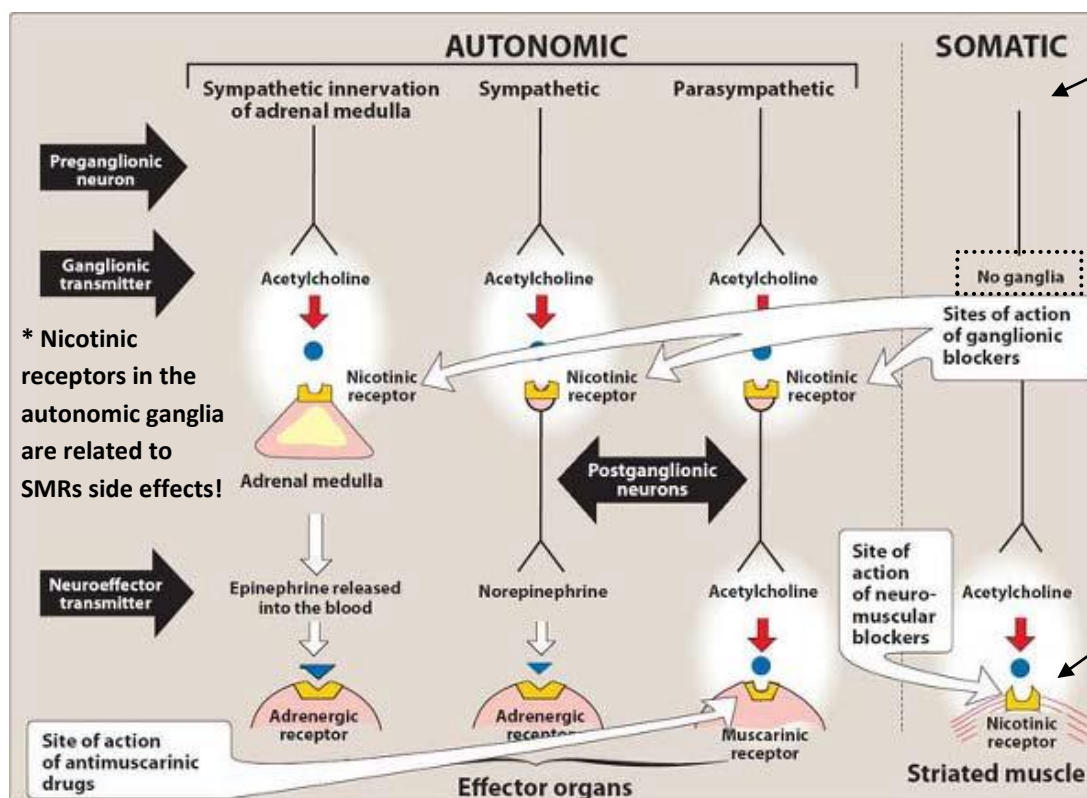 AUTONOMIC
SOMATIC
Sympathetic innervation
of adrenal medulla
Sympathetic
Parasympathetic
Preganglionic
neuron
Ganglionic
transmitter
Acetylcholine
Acetylcholine
Acetylcholine
No ganglia
Sites of action
of ganglionic
blockers
* Nicotinic
receptors in the
autonomic ganglia
are related to
SMRs side effects!
Nicotinic
receptor
Nicotinic
receptor
Nicotinic
receptor
Adrenal medulla
Postganglionic
neurons
Neuroeffector
transmitter
Epinephrine released
into the blood
Norepinephrine
Acetylcholine
Site of
action
of neuro-
muscular
blockers
Acetylcholine
Adrenergic
receptor
Adrenergic
receptor
Muscarinic
receptor
Nicotinic
receptor
Site of action
of antimuscarinic
drugs
Effector organs
Striated muscle